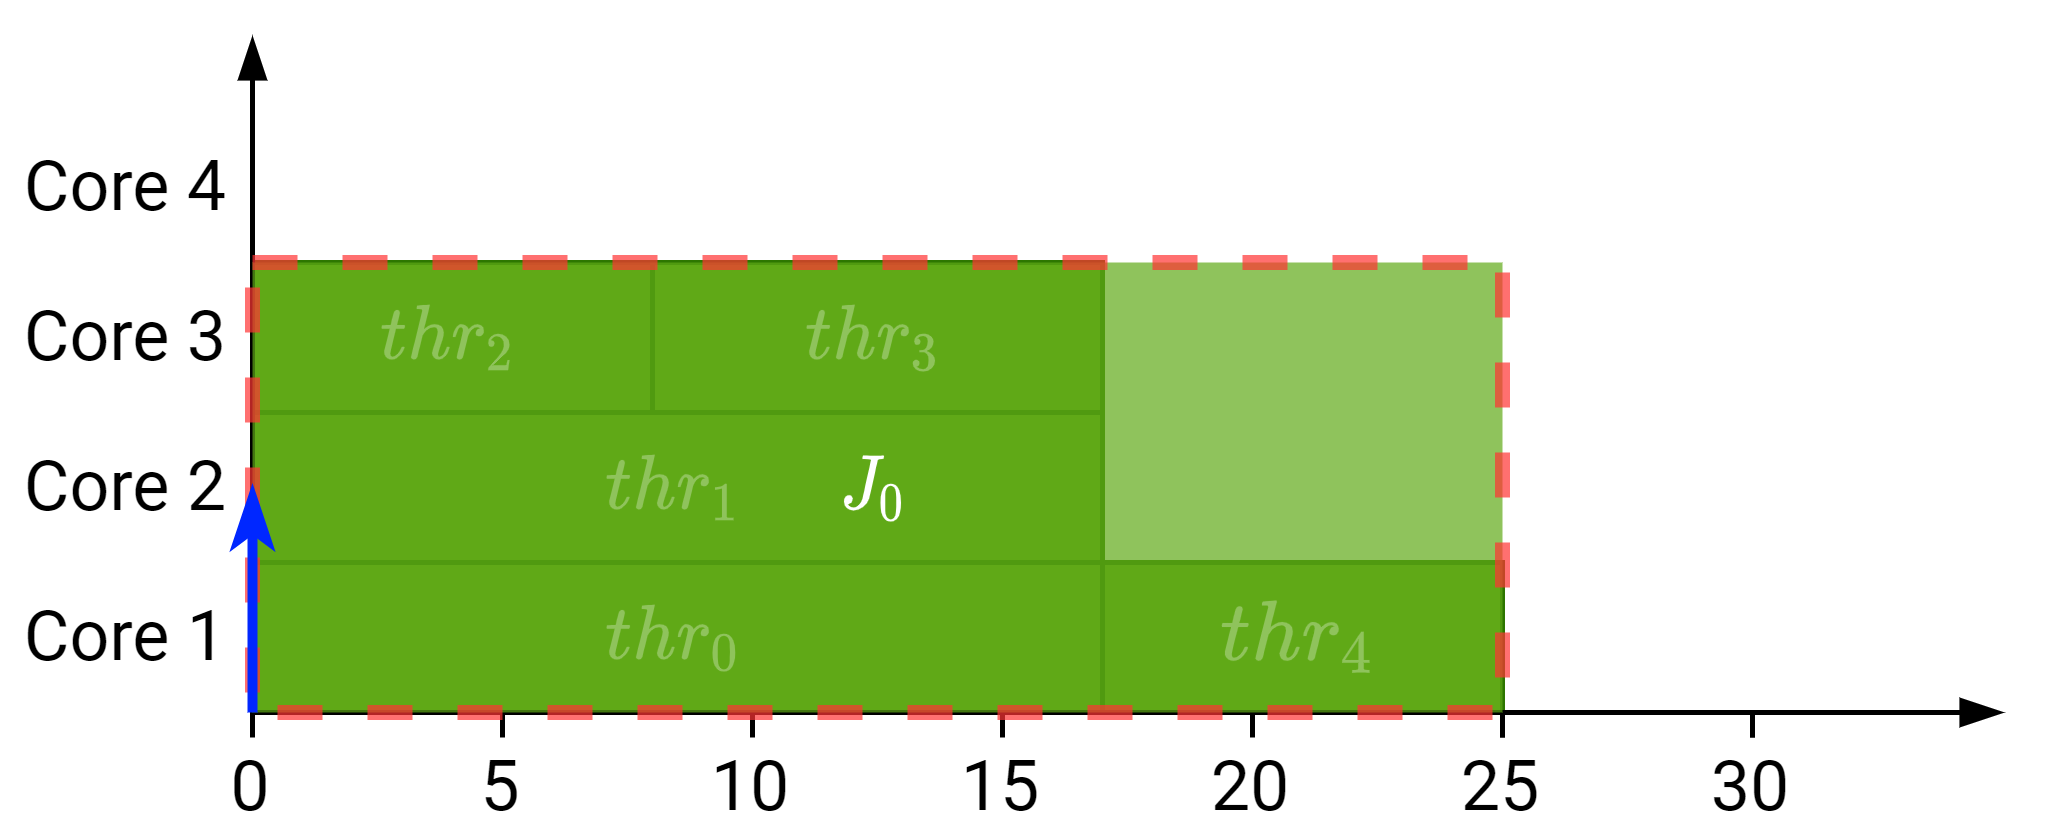 Core 4
Core 3 thr₂ thr₃
Core 2 thr₁ J₀
Core 1 thr₀ thr₄
0 5 10 15 20 25 30